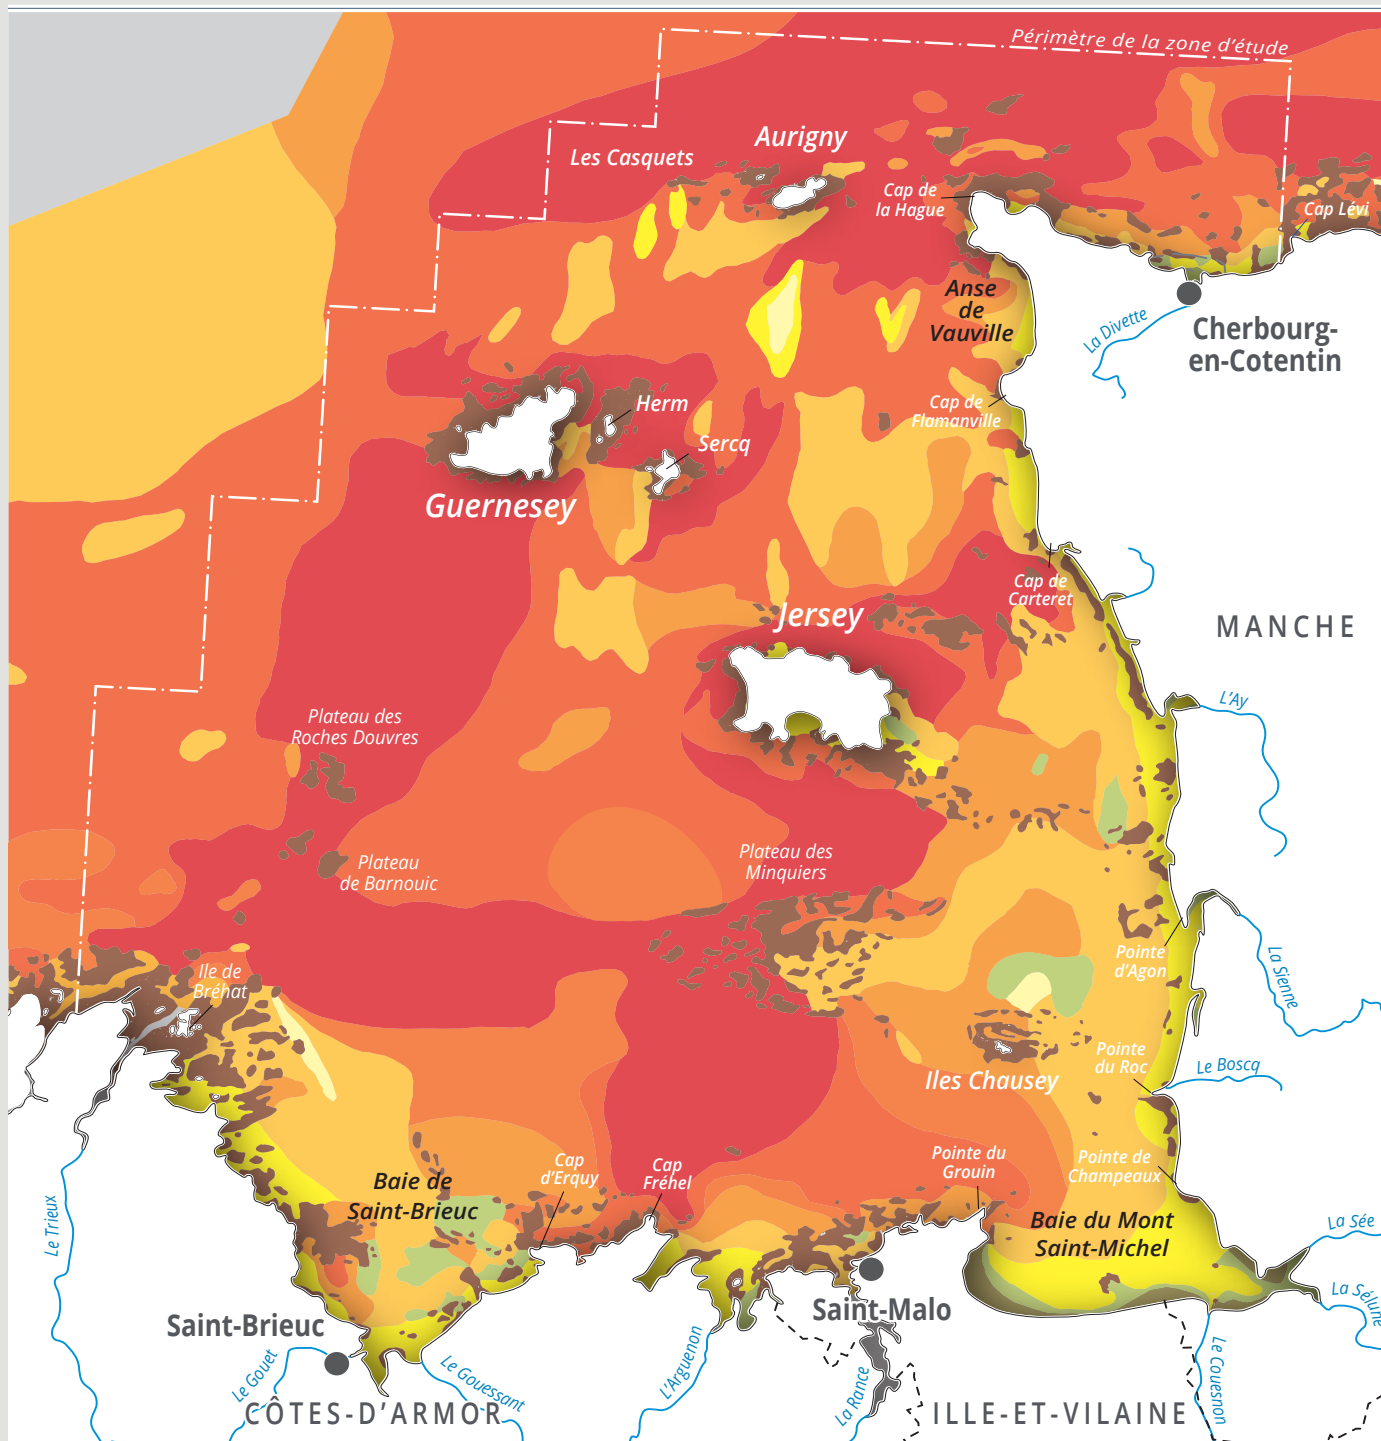 Périmètre de la zone d'étude
Aurigny
Les Casquets
Cap de
la Hague
Cap Lévi
Anse
de
Vauville
La Divette
Cherbourg-
en-Cotentin
Herm
Cap de
Flamanville
Sercq
Guernesey
Cap de
Carteret
Jersey
MANCHE
L'Ay
Plateau des
Roches Douvres
Plateau
de Barnouic
Plateau des
Minquiers
Pointe
d'Agon
La Sienne
Ile de
Bréhat
Pointe
du Roc
Le Boscq
Iles Chausey
Cap
d'Erquy
Cap
Fréhel
Pointe du
Grouin
Pointe de
Champeaux
Baie de
Saint-Brieuc
Le Trieux
Baie du Mont
Saint-Michel
La Sée
La Sélune
Saint-Malo
Saint-Brieuc
Le Gouet
Le Gouessant
L'Arguenon
La Rance
Le Couesnon
CÔTES-D'ARMOR
ILLE-ET-VILAINE